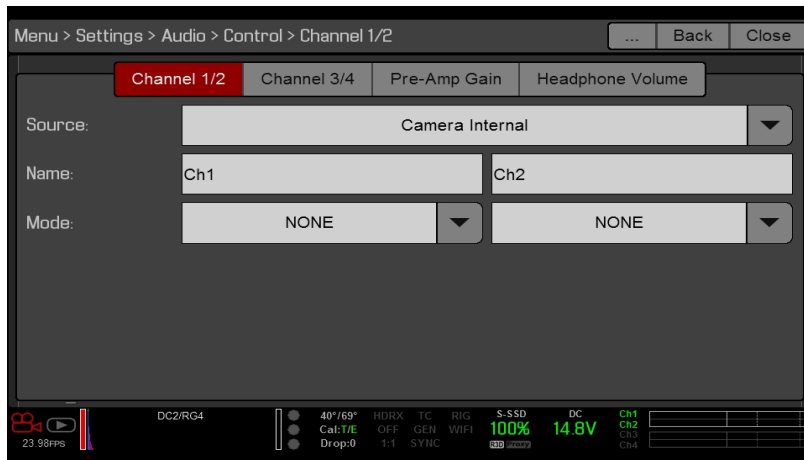 Menu > Settings > Audio > Control > Channel 1/2 ... Back Close
Channel 1/2 Channel 3/4 Pre-Amp Gain Headphone Volume
Source: Camera Internal
Name: Ch1 Ch2
Mode: NONE NONE
DC2/RG4 40°/69° HDRX TC RIG S-SSD DC Ch1
Cal:T/E OFF GEN WIFI 100% 14.8V Ch2
23.98FPS Drop:0 1:1 SYNC R3D Proxy Ch3
Ch4